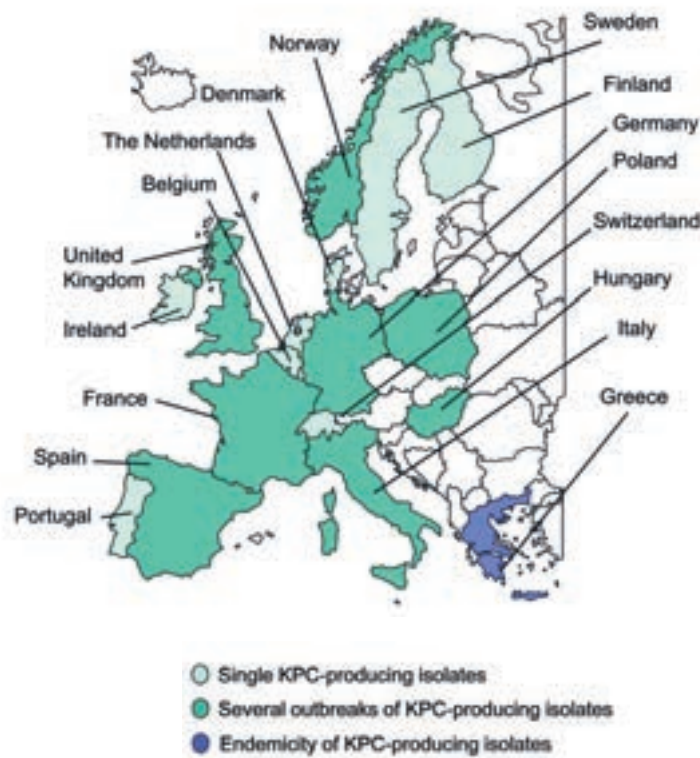 Sweden
Norway
Finland
Denmark
Germany
The Netherlands
Poland
Belgium
Switzerland
United
Kingdom
Hungary
Ireland
Italy
France
Greece
Spain
Portugal
Single KPC-producing isolates
Several outbreaks of KPC-producing isolates
Endemicity of KPC-producing isolates